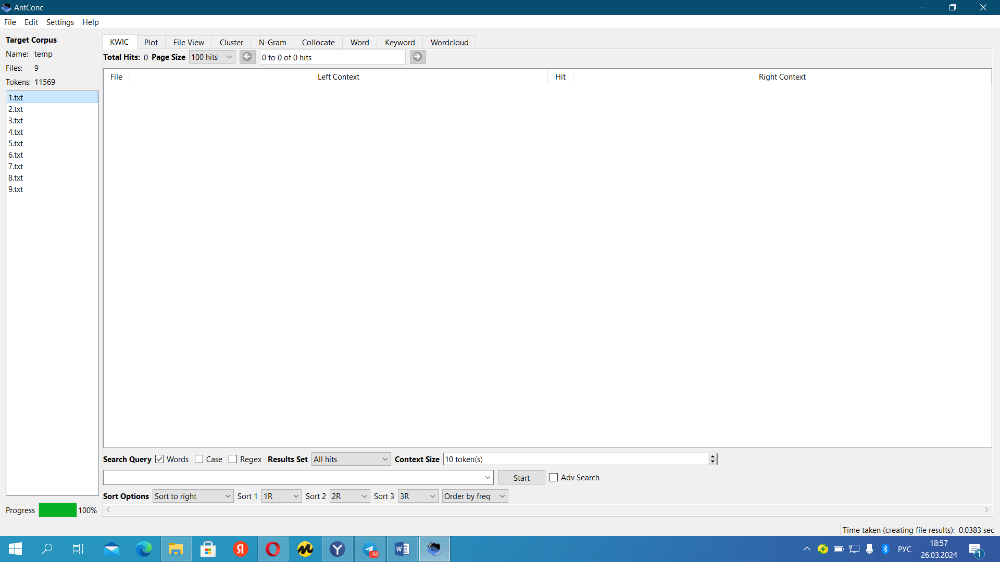 AntConc
File Edit Settings Help
Target Corpus
Name: temp
Files: 9
Tokens: 11569
1.txt
2.txt
3.txt
4.txt
5.txt
6.txt
7.txt
8.txt
9.txt
Progress 100%
KWIC Plot File View Cluster N-Gram Collocate Word Keyword Wordcloud
Total Hits: 0 Page Size 100 hits 0 to 0 of 0 hits
File Left Context Hit Right Context
Search Query Words Case Regex Results Set All hits Context Size 10 token(s)
Start Adv Search
Sort Options Sort to right Sort 1 1R Sort 2 2R Sort 3 3R Order by freq
Time taken (creating file results): 0.0383 sec
Я
Y
..94
W
РУС
18:57
26.03.2024
1